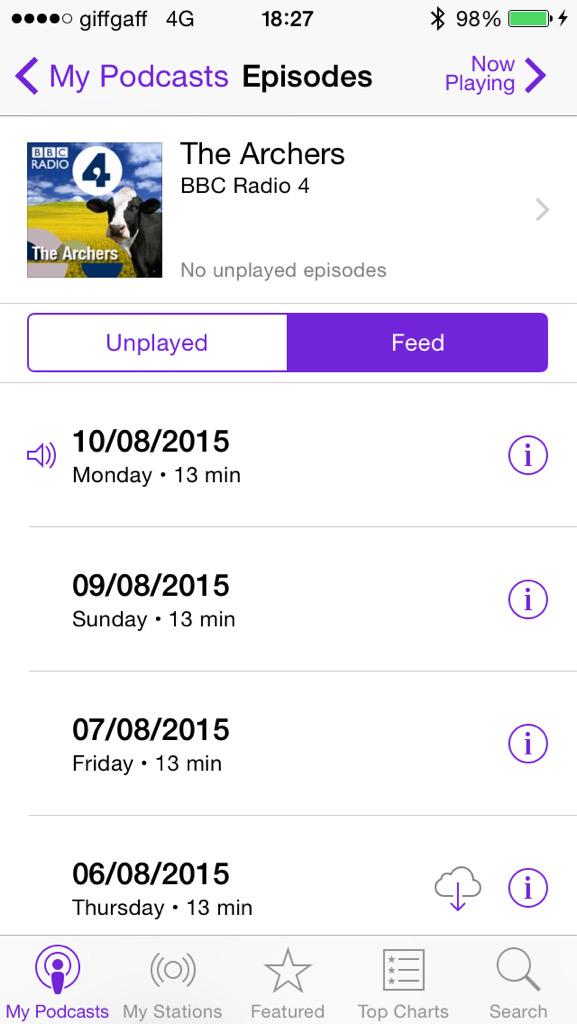 giffgaff 4G 18:27 98%
My Podcasts Episodes Now
Playing
BBC
RADIO 4
The Archers
The Archers
BBC Radio 4
No unplayed episodes
Unplayed Feed
10/08/2015
Monday • 13 min
09/08/2015
Sunday • 13 min
07/08/2015
Friday • 13 min
06/08/2015
Thursday • 13 min
My Podcasts My Stations Featured Top Charts Search